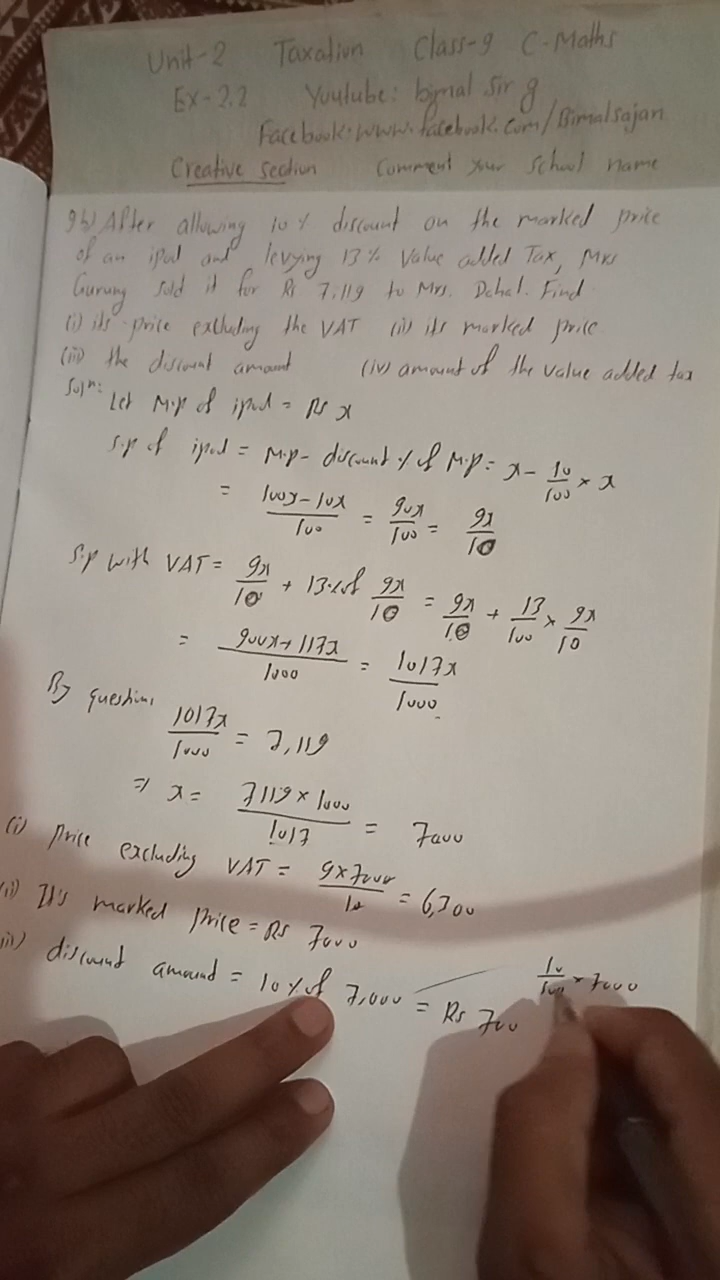 Unit-2 Taxation Class-9 C-Maths
Ex-2.2 Youtube: bimal sir g
Facebook:www.facebook.com/Bimalsajan
Creative section Comment your school name
9b) After allowing 10% discount on the marked price
of an ipod and levying 13% Value added Tax, Mrs
Gurung sold it for Rs 7,119 to Mrs. Dahal. Find
(i) its price excluding the VAT (ii) its marked price
(iii) the discount amount (iv) amount of the value added tax
Solⁿ: Let M.p of ipod = Rs x
S.p of ipod = M.p - discount % of M.p = x - 10/100 × x
= 100x - 10x/100 = 90x/100 = 9x/10
S.p with VAT = 9x/10 + 13% of 9x/10 = 9x/10 + 13/100 × 9x/10
= 900x + 117x/1000 = 1017x/1000
By question,
1017x/1000 = 7,119
⇒ x = 7119 × 1000/1017 = 7000
(i) price excluding VAT = 9×7000/10 = 6,300
ii) It's marked price = Rs 7000
iii) discount amount = 10% of 7,000 = Rs 700 10/100 × 7000